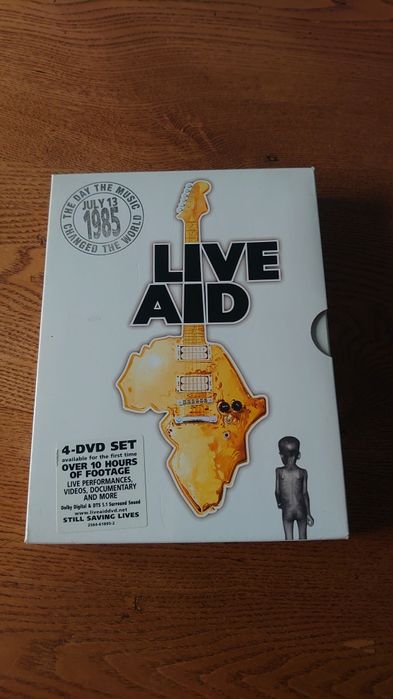 THE DAY THE MUSIC
JULY 13
1985
CHANGED THE WORLD
LIVE
AID
4-DVD SET
available for the first time
OVER 10 HOURS
OF FOOTAGE
LIVE PERFORMANCES,
VIDEOS, DOCUMENTARY
AND MORE
Dolby Digital & DTS 5.1 Surround Sound
www.liveaiddvd.net
STILL SAVING LIVES